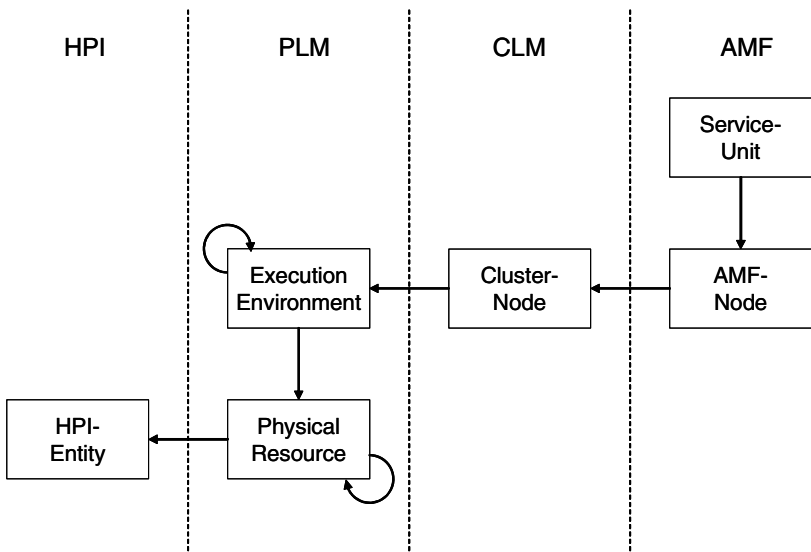 HPI
PLM
CLM
AMF
Service-
Unit
Execution
Environment
Cluster-
Node
AMF-
Node
HPI-
Entity
Physical
Resource